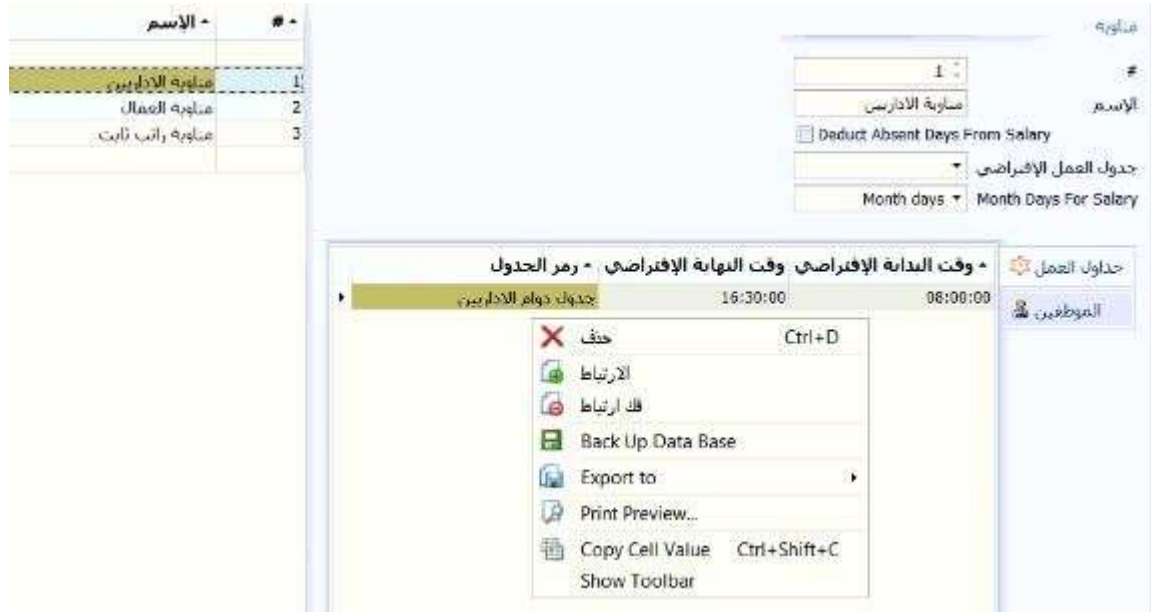 مناوبة
# 1
الإسم مناوبة الاداريين
Deduct Absent Days From Salary
جدول العمل الإفتراضي
Month Days For Salary Month days
# الإسم
1 مناوبة الاداريين
2 مناوبة العمال
3 مناوبة راتب ثابت
جداول العمل
الموظفين
وقت البداية الإفتراضي وقت النهاية الإفتراضي رمز الجدول
08:00:00 16:30:00 جدول دوام الاداريين
حذف Ctrl+D
الارتباط
فك ارتباط
Back Up Data Base
Export to
Print Preview...
Copy Cell Value Ctrl+Shift+C
Show Toolbar